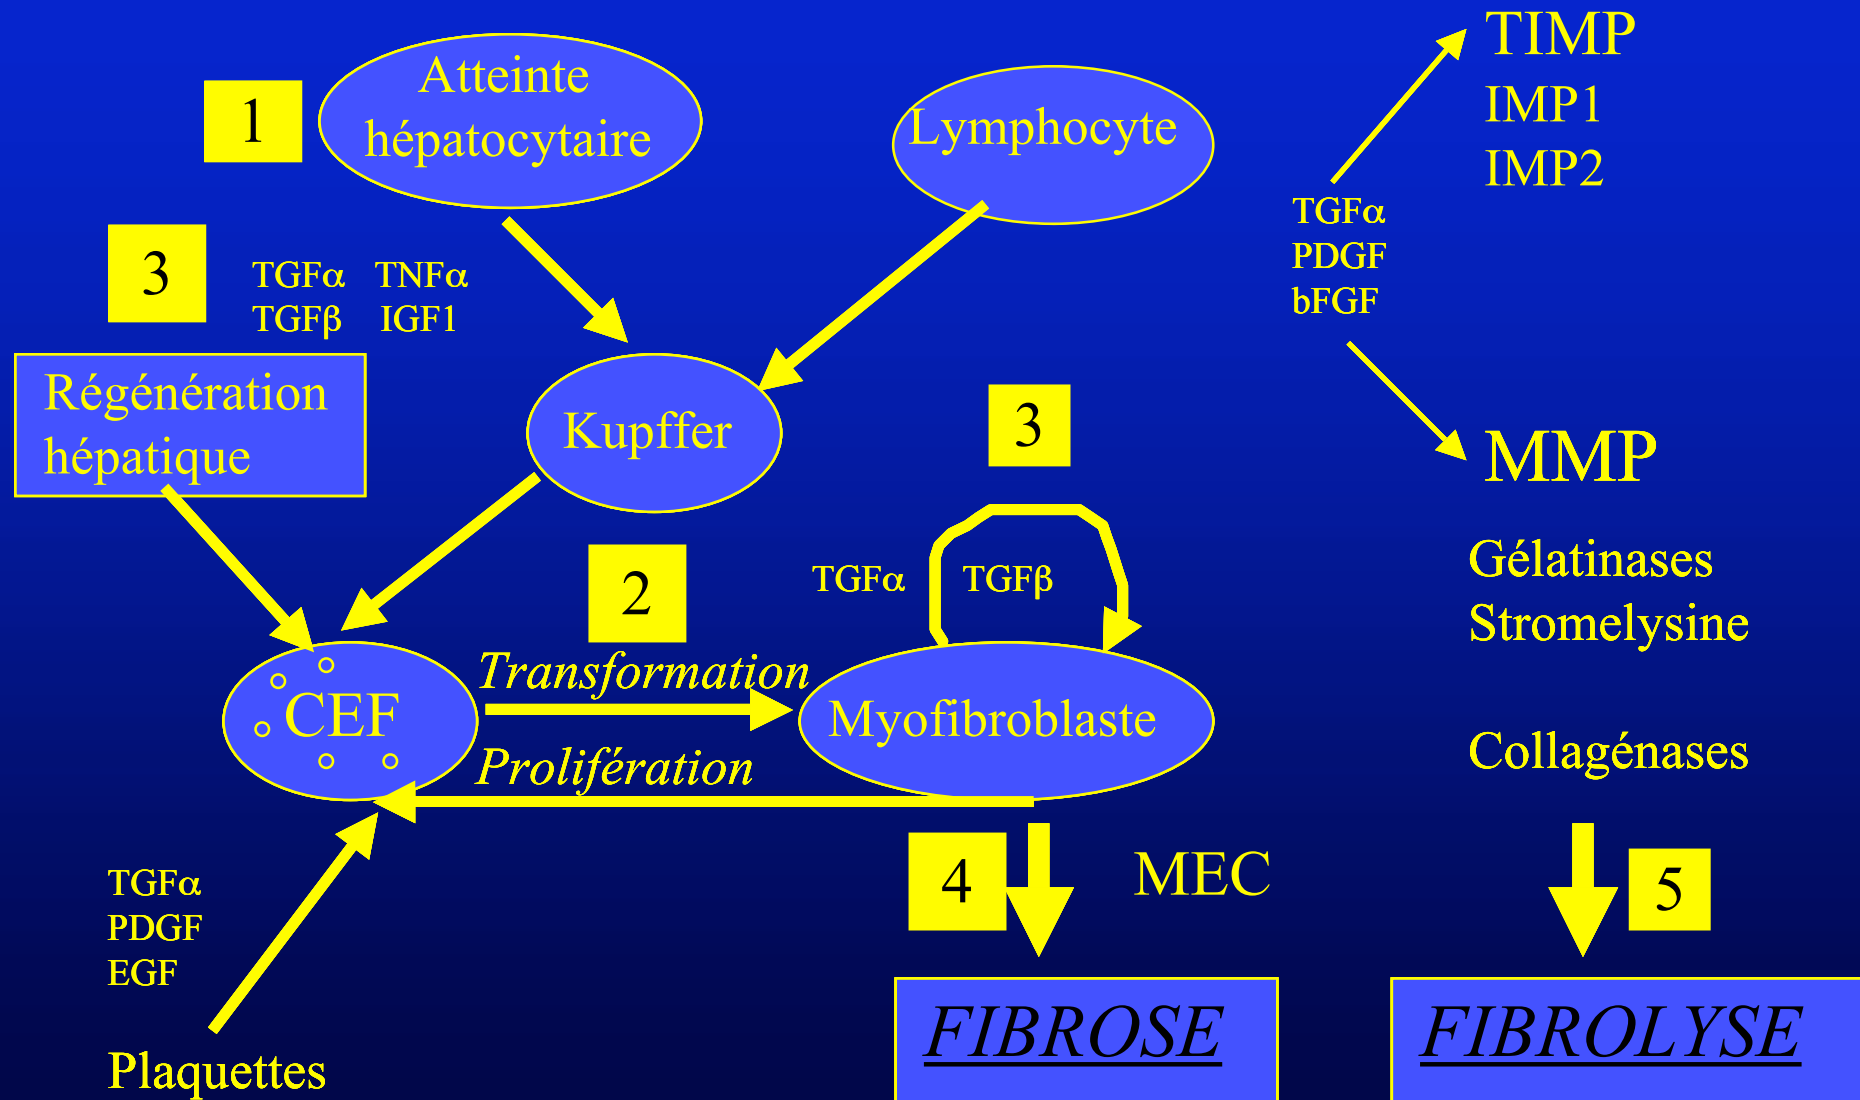 1
Atteinte
hépatocytaire
Lymphocyte
TIMP
IMP1
IMP2
TGFα
PDGF
bFGF
3
TGFα TNFα
TGFβ IGF1
Régénération
hépatique
Kupffer
3
MMP
Gélatinases
Stromelysine
Collagénases
2
TGFα TGFβ
Transformation
CEF
Myofibroblaste
Prolifération
TGFα
PDGF
EGF
Plaquettes
4
MEC
5
FIBROSE
FIBROLYSE